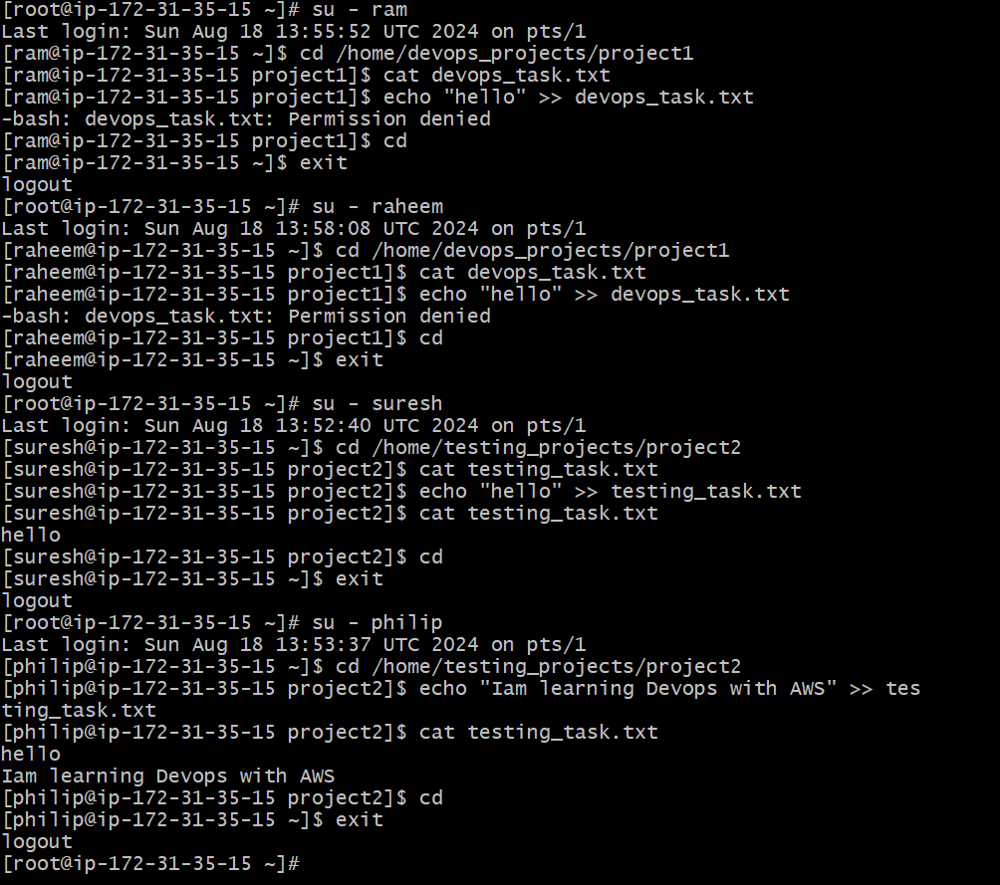 [root@ip-172-31-35-15 ~]# su - ram
Last login: Sun Aug 18 13:55:52 UTC 2024 on pts/1
[ram@ip-172-31-35-15 ~]$ cd /home/devops_projects/project1
[ram@ip-172-31-35-15 project1]$ cat devops_task.txt
[ram@ip-172-31-35-15 project1]$ echo "hello" >> devops_task.txt
-bash: devops_task.txt: Permission denied
[ram@ip-172-31-35-15 project1]$ cd
[ram@ip-172-31-35-15 ~]$ exit
logout
[root@ip-172-31-35-15 ~]# su - raheem
Last login: Sun Aug 18 13:58:08 UTC 2024 on pts/1
[raheem@ip-172-31-35-15 ~]$ cd /home/devops_projects/project1
[raheem@ip-172-31-35-15 project1]$ cat devops_task.txt
[raheem@ip-172-31-35-15 project1]$ echo "hello" >> devops_task.txt
-bash: devops_task.txt: Permission denied
[raheem@ip-172-31-35-15 project1]$ cd
[raheem@ip-172-31-35-15 ~]$ exit
logout
[root@ip-172-31-35-15 ~]# su - suresh
Last login: Sun Aug 18 13:52:40 UTC 2024 on pts/1
[suresh@ip-172-31-35-15 ~]$ cd /home/testing_projects/project2
[suresh@ip-172-31-35-15 project2]$ cat testing_task.txt
[suresh@ip-172-31-35-15 project2]$ echo "hello" >> testing_task.txt
[suresh@ip-172-31-35-15 project2]$ cat testing_task.txt
hello
[suresh@ip-172-31-35-15 project2]$ cd
[suresh@ip-172-31-35-15 ~]$ exit
logout
[root@ip-172-31-35-15 ~]# su - philip
Last login: Sun Aug 18 13:53:37 UTC 2024 on pts/1
[philip@ip-172-31-35-15 ~]$ cd /home/testing_projects/project2
[philip@ip-172-31-35-15 project2]$ echo "Iam learning Devops with AWS" >> tes
ting_task.txt
[philip@ip-172-31-35-15 project2]$ cat testing_task.txt
hello
Iam learning Devops with AWS
[philip@ip-172-31-35-15 project2]$ cd
[philip@ip-172-31-35-15 ~]$ exit
logout
[root@ip-172-31-35-15 ~]#